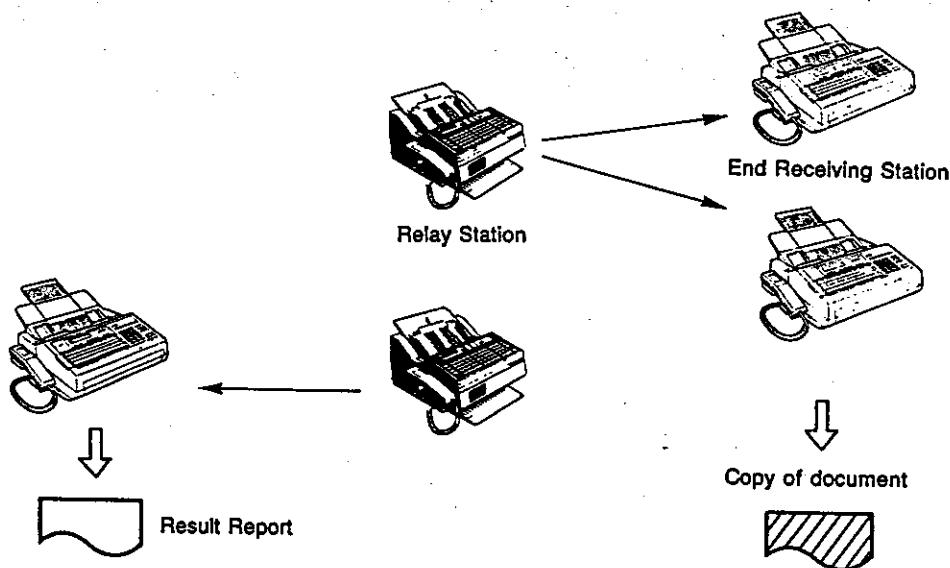 End Receiving Station
Relay Station
Copy of document
Result Report